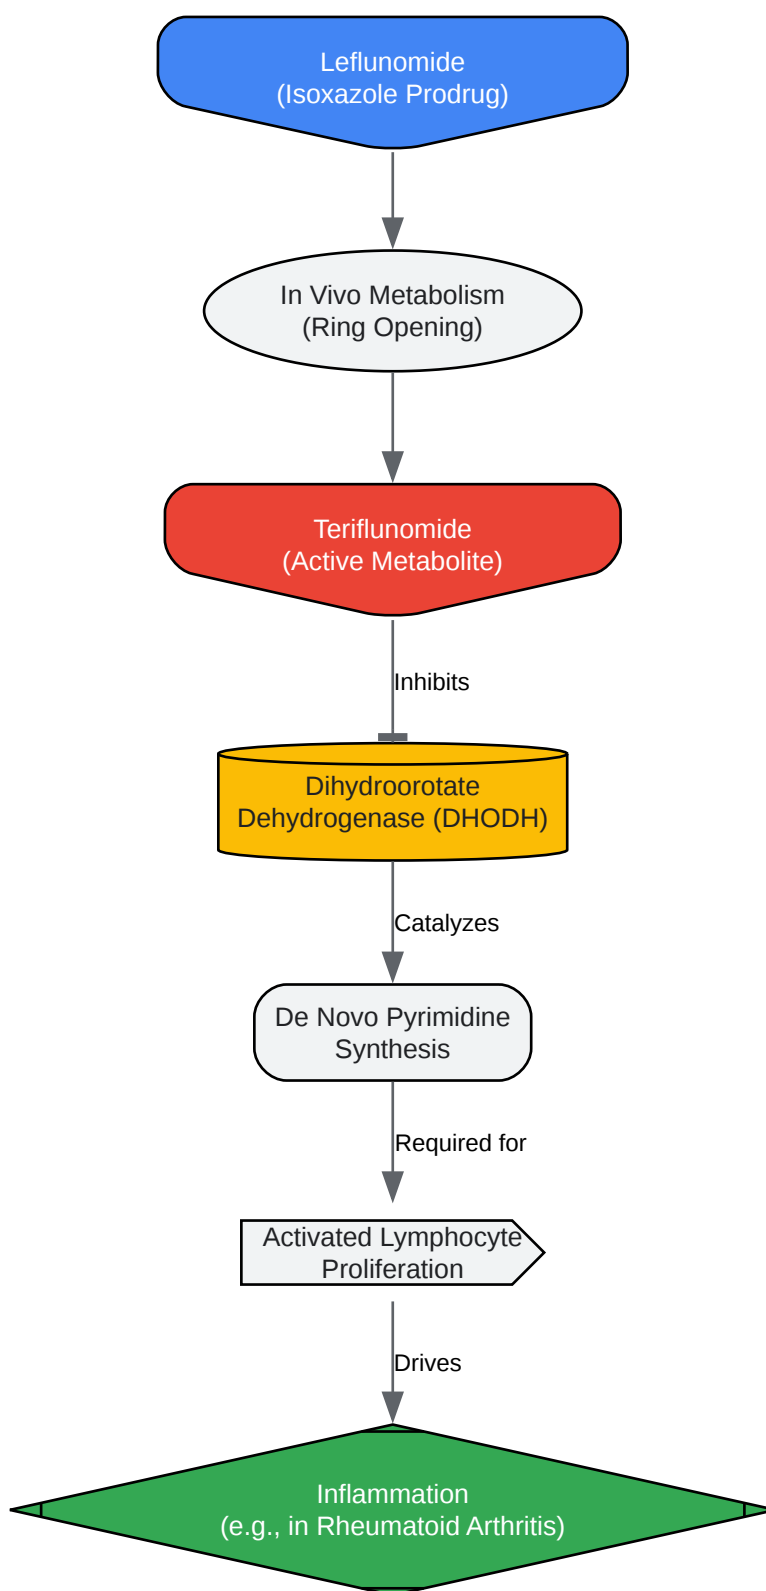 Leflunomide
(Isoxazole Prodrug)
In Vivo Metabolism
(Ring Opening)
Teriflunomide
(Active Metabolite)
Inhibits
Dihydroorotate
Dehydrogenase (DHODH)
Catalyzes
De Novo Pyrimidine
Synthesis
Required for
Activated Lymphocyte
Proliferation
Drives
Inflammation
(e.g., in Rheumatoid Arthritis)